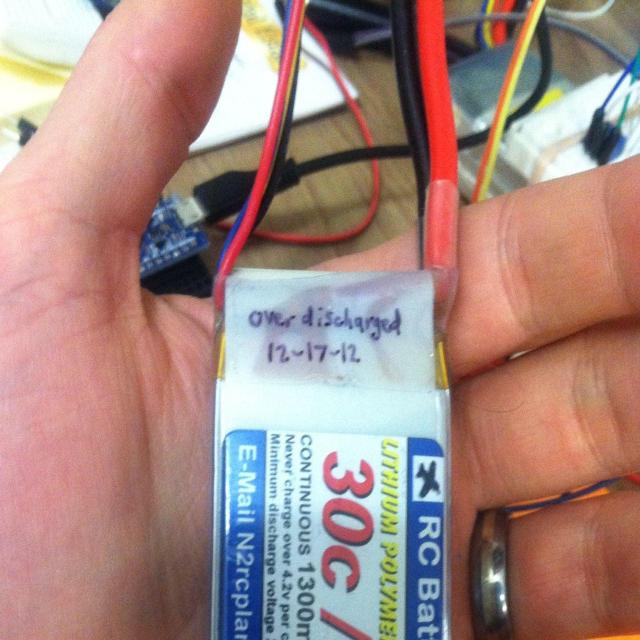 over discharged
12-17-12
RC Bat
LITHIUM POLYME
30C /
CONTINUOUS 1300m
Never charge over 4.2v per c
Minimum discharge voltage
E-Mail N2rcplan